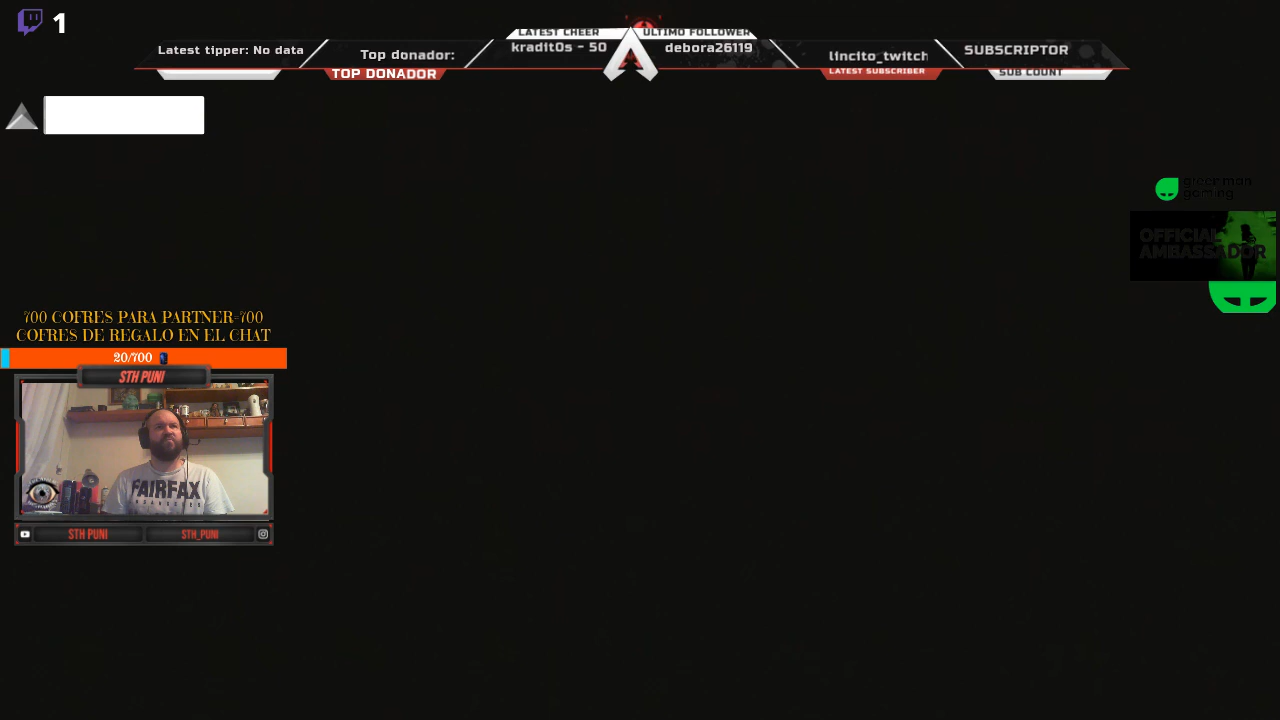 1
LATEST CHEER
ULTIMO FOLLOWER
Latest tipper: No data
Top donador:
kradit0s - 50
debora26119
lincito_twitch
SUBSCRIPTOR
TOP DONADOR
LATEST SUBSCRIBER
SUB COUNT
gloci man
gaming
OFFICIAL
AMBASSADOR
700 COFRES PARA PARTNER=700
COFRES DE REGALO EN EL CHAT
20/700
STH PUNI
FAIRFAX
STH PUNI
STH_PUNI